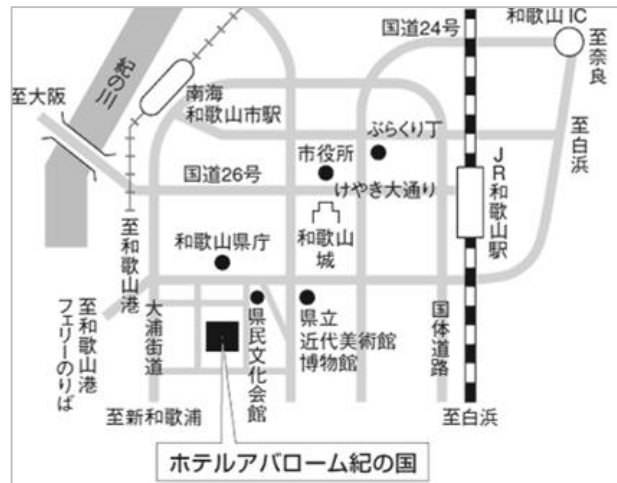 国道24号
和歌山IC
至奈良
紀の川
至大阪
南海
和歌山市駅
ぶらくり丁
至白浜
市役所
国道26号
けやき大通り
JR和歌山駅
至和歌山港
和歌山県庁
和歌山
城
至和歌山港
フェリーのりば
大浦街道
県民文化会館
県立
近代美術館
博物館
国体道路
至新和歌浦
至白浜
ホテルアバローム紀の国